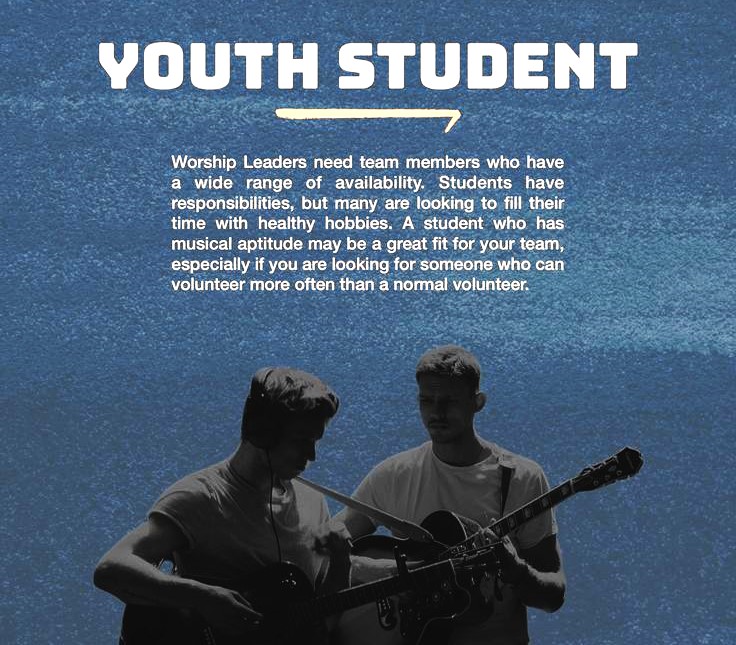 YOUTH STUDENT
Worship Leaders need team members who have
a wide range of availability. Students have
responsibilities, but many are looking to fill their
time with healthy hobbies. A student who has
musical aptitude may be a great fit for your team,
especially if you are looking for someone who can
volunteer more often than a normal volunteer.